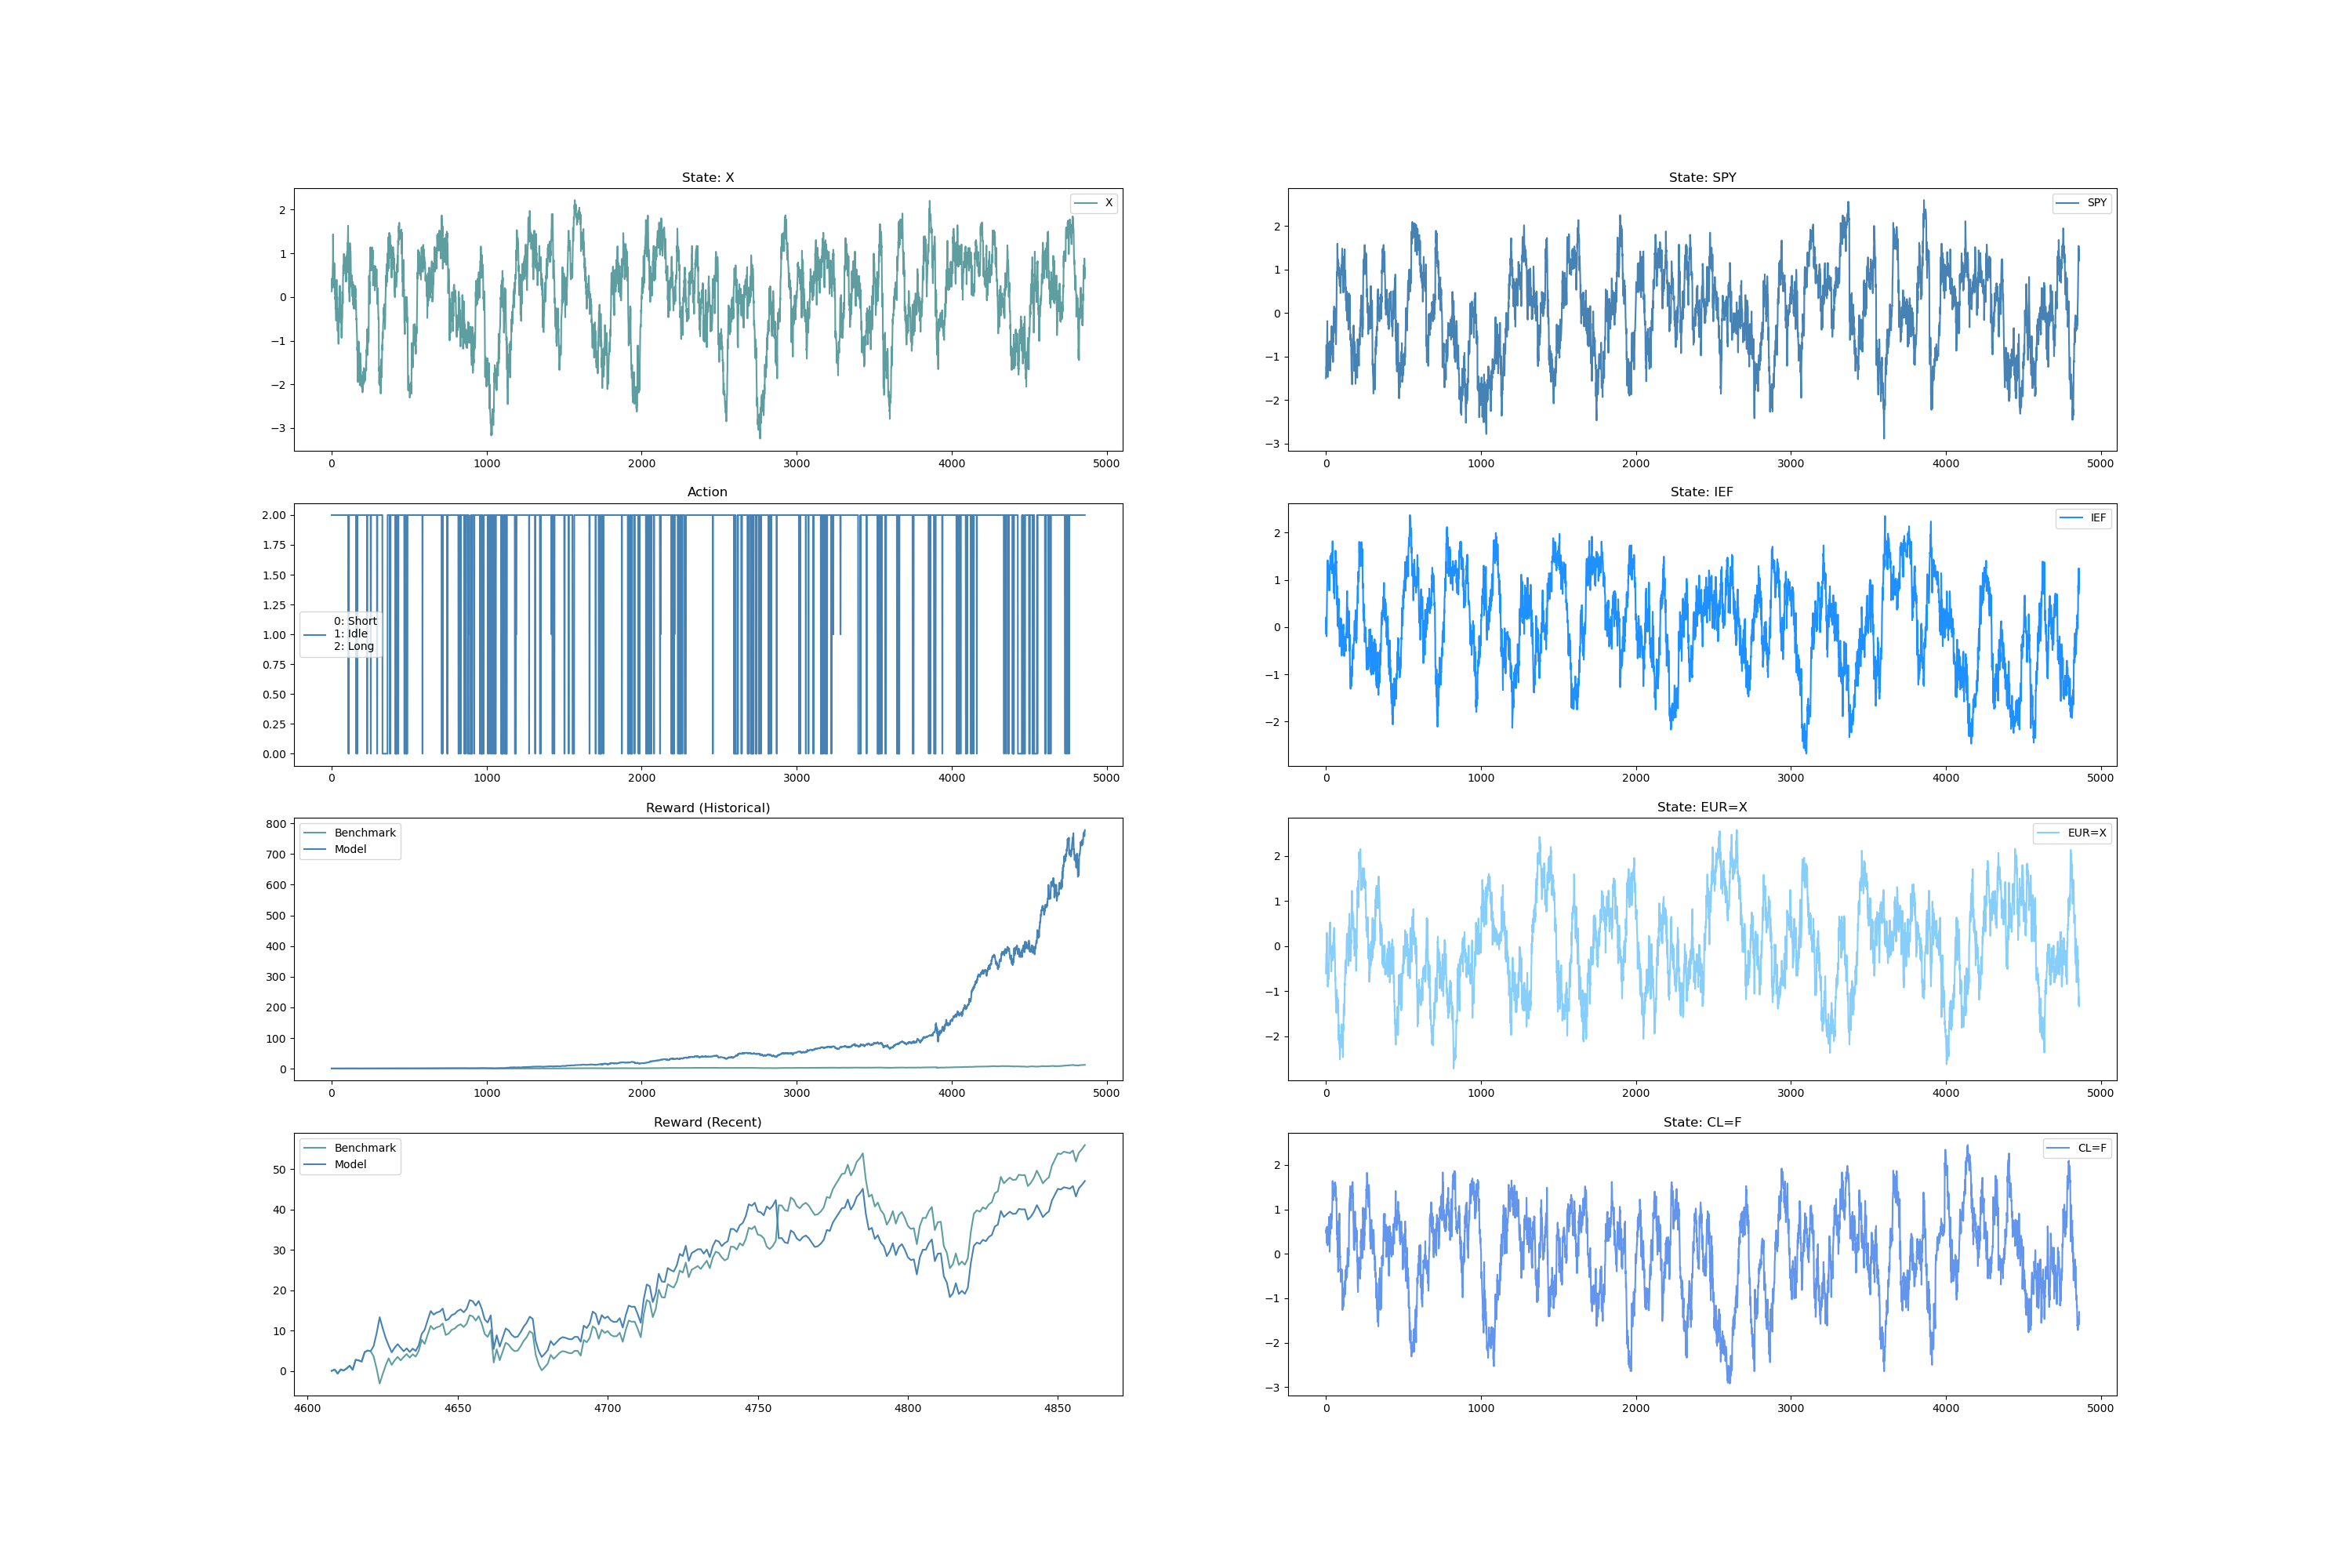 State: X
X
2
1
0
−1
−2
−3
0 1000 2000 3000 4000 5000
State: SPY
SPY
2
1
0
−1
−2
−3
0 1000 2000 3000 4000 5000
Action
2.00
1.75
1.50
1.25
1.00
0.75
0.50
0.25
0.00
0: Short
1: Idle
2: Long
0 1000 2000 3000 4000 5000
State: IEF
IEF
2
1
0
−1
−2
0 1000 2000 3000 4000 5000
Reward (Historical)
Benchmark
Model
800
700
600
500
400
300
200
100
0
0 1000 2000 3000 4000 5000
State: EUR=X
EUR=X
2
1
0
−1
−2
0 1000 2000 3000 4000 5000
Reward (Recent)
Benchmark
Model
50
40
30
20
10
0
4600 4650 4700 4750 4800 4850
State: CL=F
CL=F
2
1
0
−1
−2
−3
0 1000 2000 3000 4000 5000